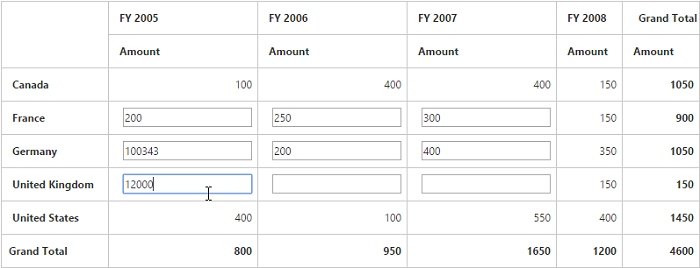 FY 2005 FY 2006 FY 2007 FY 2008 Grand Total
Amount Amount Amount Amount Amount
Canada 100 400 400 150 1050
France 200 250 300 150 900
Germany 100343 200 400 350 1050
United Kingdom 12000 150 150
United States 400 100 550 400 1450
Grand Total 800 950 1650 1200 4600